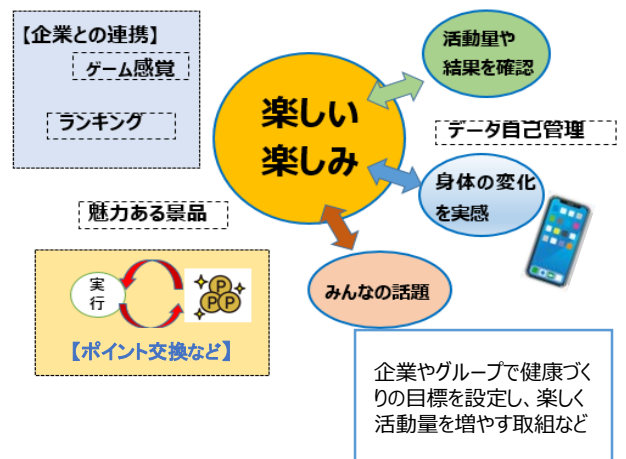 【企業との連携】
ゲーム感覚
ランキング
楽しい
楽しみ
活動量や
結果を確認
データ自己管理
身体の変化
を実感
魅力ある景品
みんなの話題
実
行
P
P P
【ポイント交換など】
企業やグループで健康づく
りの目標を設定し、楽しく
活動量を増やす取組など